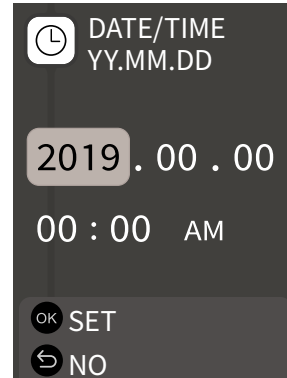 DATE/TIME
YY.MM.DD
2019 . 00 . 00
00 : 00 AM
OK SET
NO